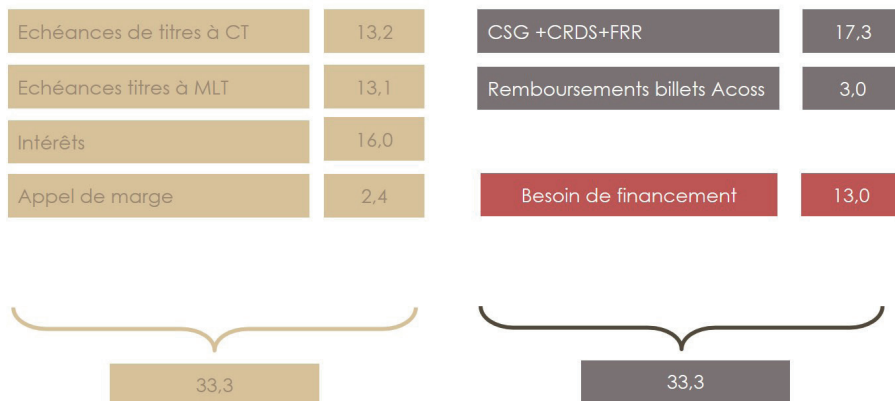 Echéances de titres à CT 13,2
Echéances titres à MLT 13,1
Intérêts 16,0
Appel de marge 2,4
33,3
CSG +CRDS+FRR 17,3
Remboursements billets Acoss 3,0
Besoin de financement 13,0
33,3